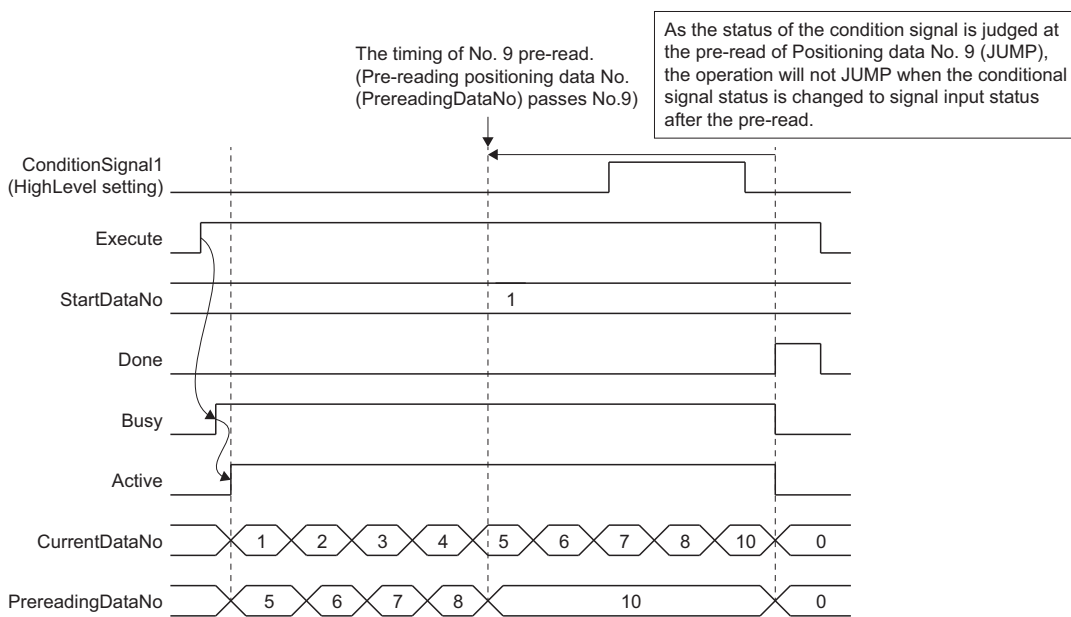 The timing of No. 9 pre-read.
(Pre-reading positioning data No.
(PrereadingDataNo) passes No.9)
As the status of the condition signal is judged at
the pre-read of Positioning data No. 9 (JUMP),
the operation will not JUMP when the conditional
signal status is changed to signal input status
after the pre-read.
ConditionSignal1
(HighLevel setting)
Execute
StartDataNo 1
Done
Busy
Active
CurrentDataNo 1 2 3 4 5 6 7 8 10 0
PrereadingDataNo 5 6 7 8 10 0